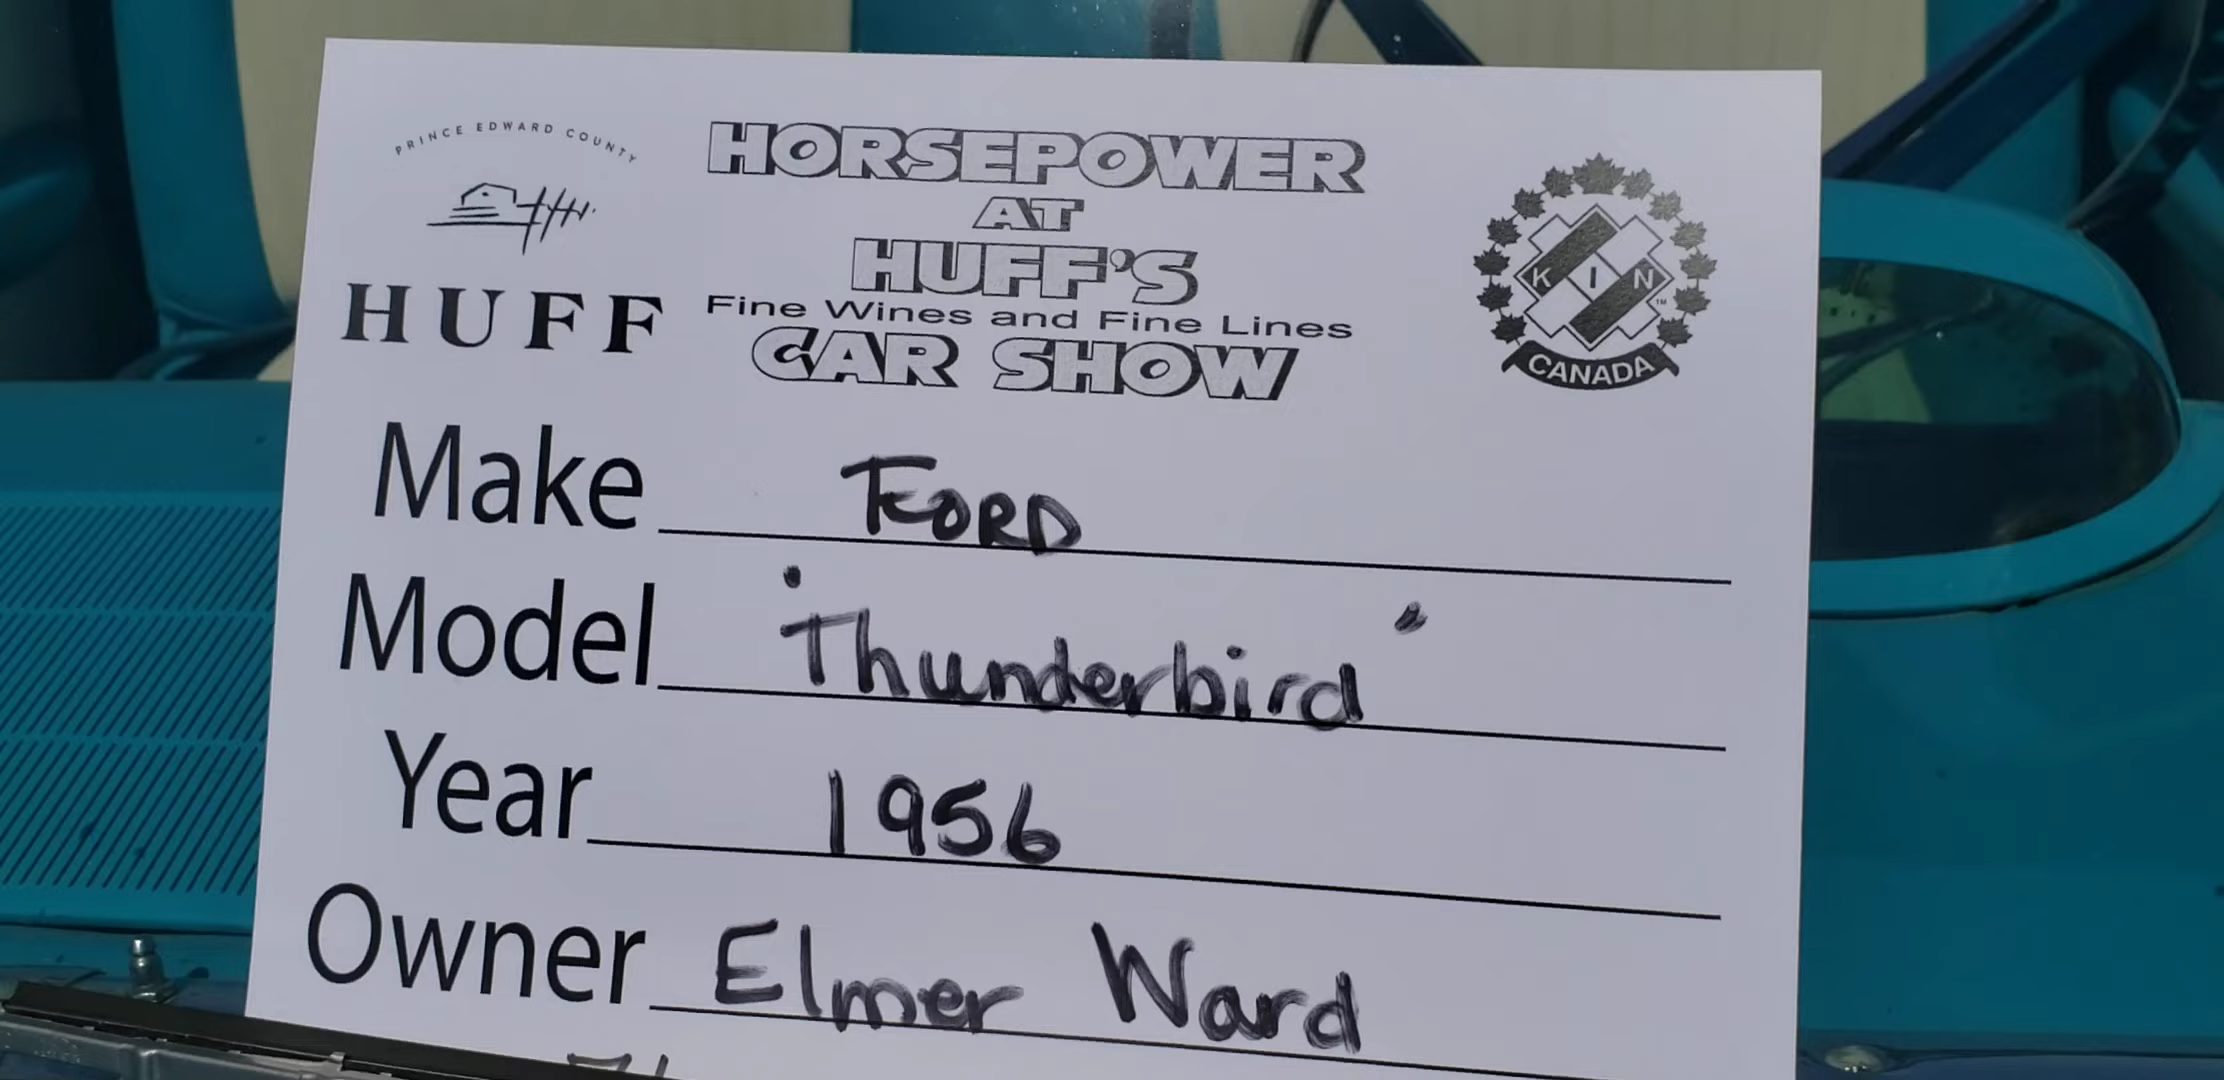 PRINCE EDWARD COUNTY
HUFF
HORSEPOWER
AT
HUFF'S
Fine Wines and Fine Lines
CAR SHOW
KIN
CANADA
Make FORD
Model "Thunderbird"
Year 1956
Owner Elmer Ward